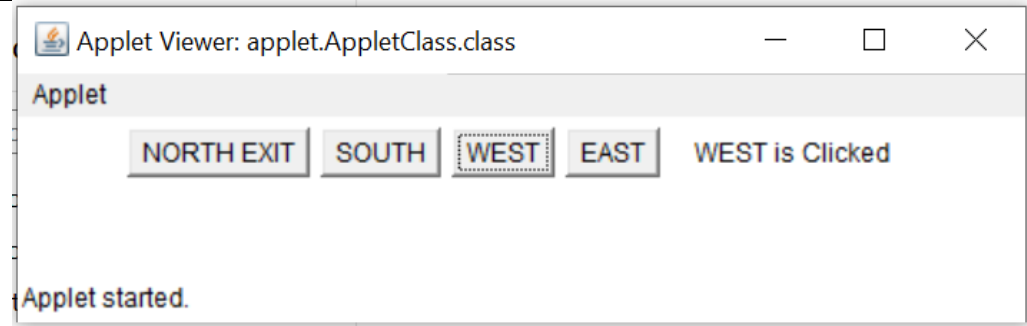 Applet Viewer: applet.AppletClass.class
Applet
NORTH EXIT SOUTH WEST EAST WEST is Clicked
Applet started.